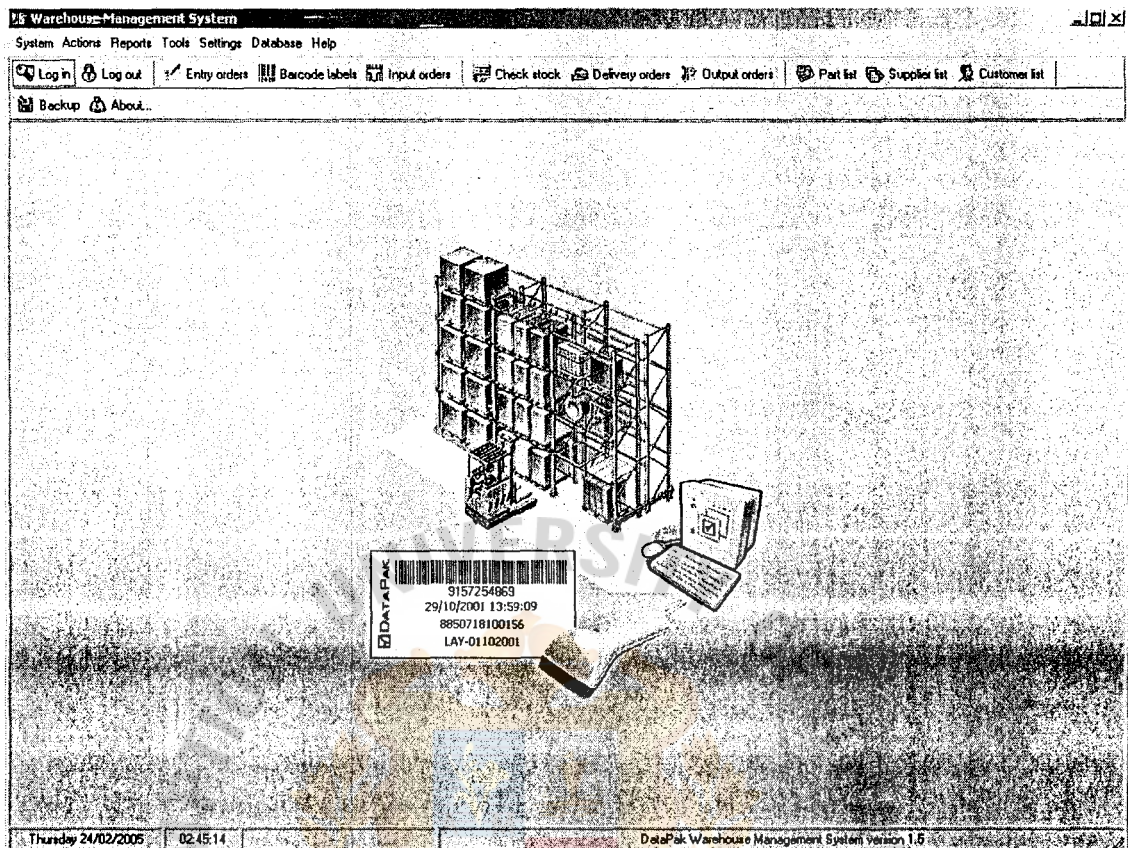 Warehouse Management System
System Actions Reports Tools Settings Database Help
Log in Log out Entry orders Barcode labels Input orders Check stock Delivery orders Output orders Part list Supplier list Customer list
Backup About...
DATAPAK
9157254869
29/10/2001 13:59:09
8850718100156
LAY-01102001
Thursday 24/02/2005 02:45:14 DataPak Warehouse Management System version 1.6